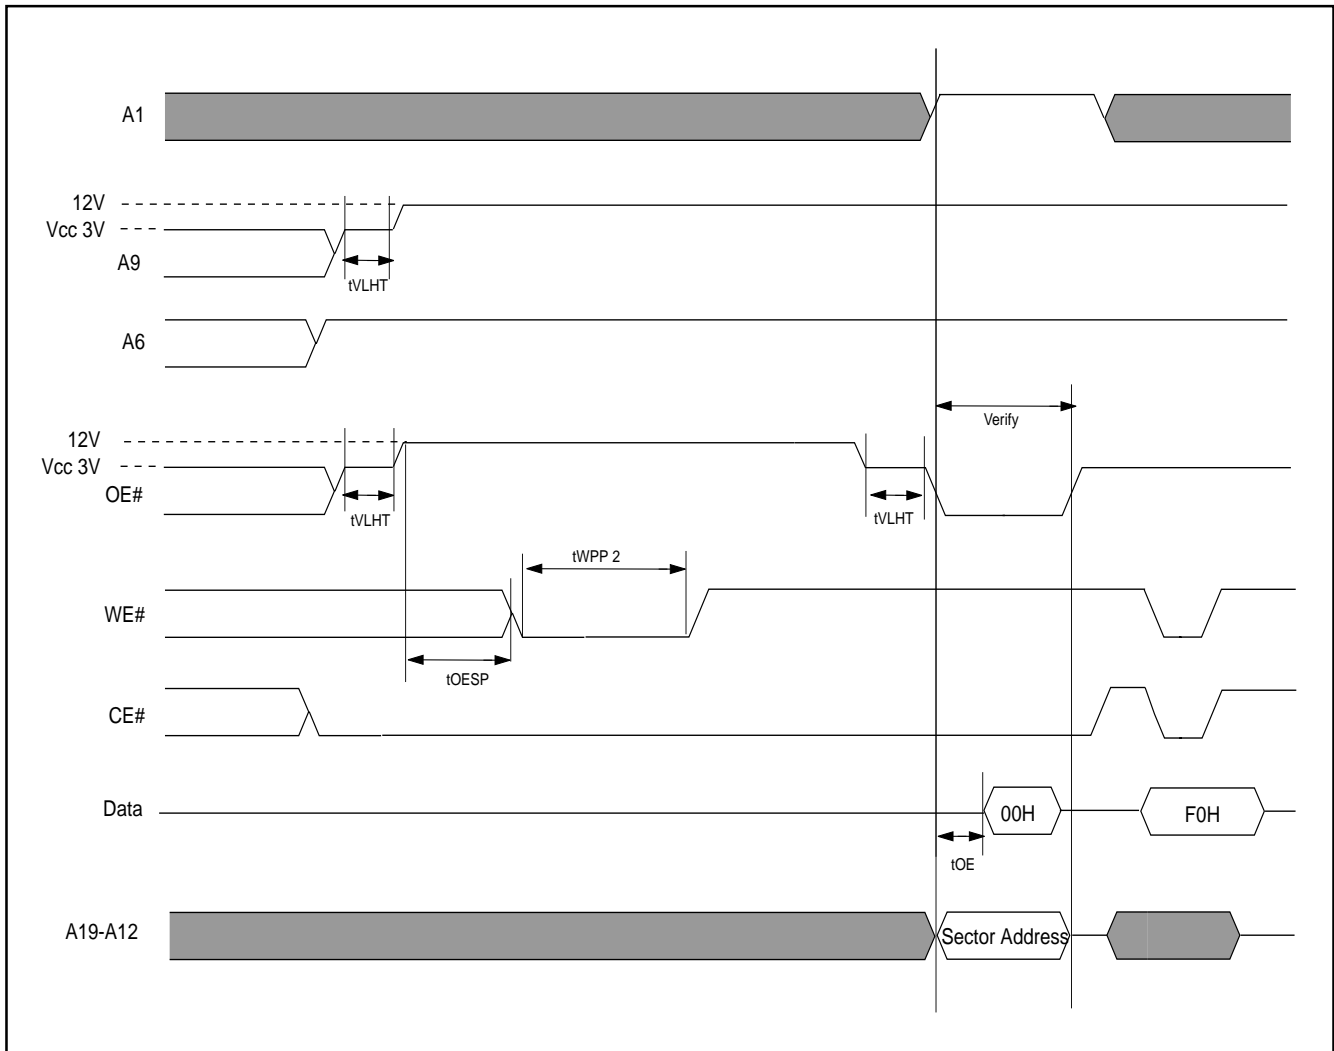 A1
12V
Vcc 3V
A9
tVLHT
A6
Verify
12V
Vcc 3V
OE#
tVLHT
tVLHT
tWPP 2
WE#
tOESP
CE#
Data
00H
F0H
tOE
A19-A12
Sector Address